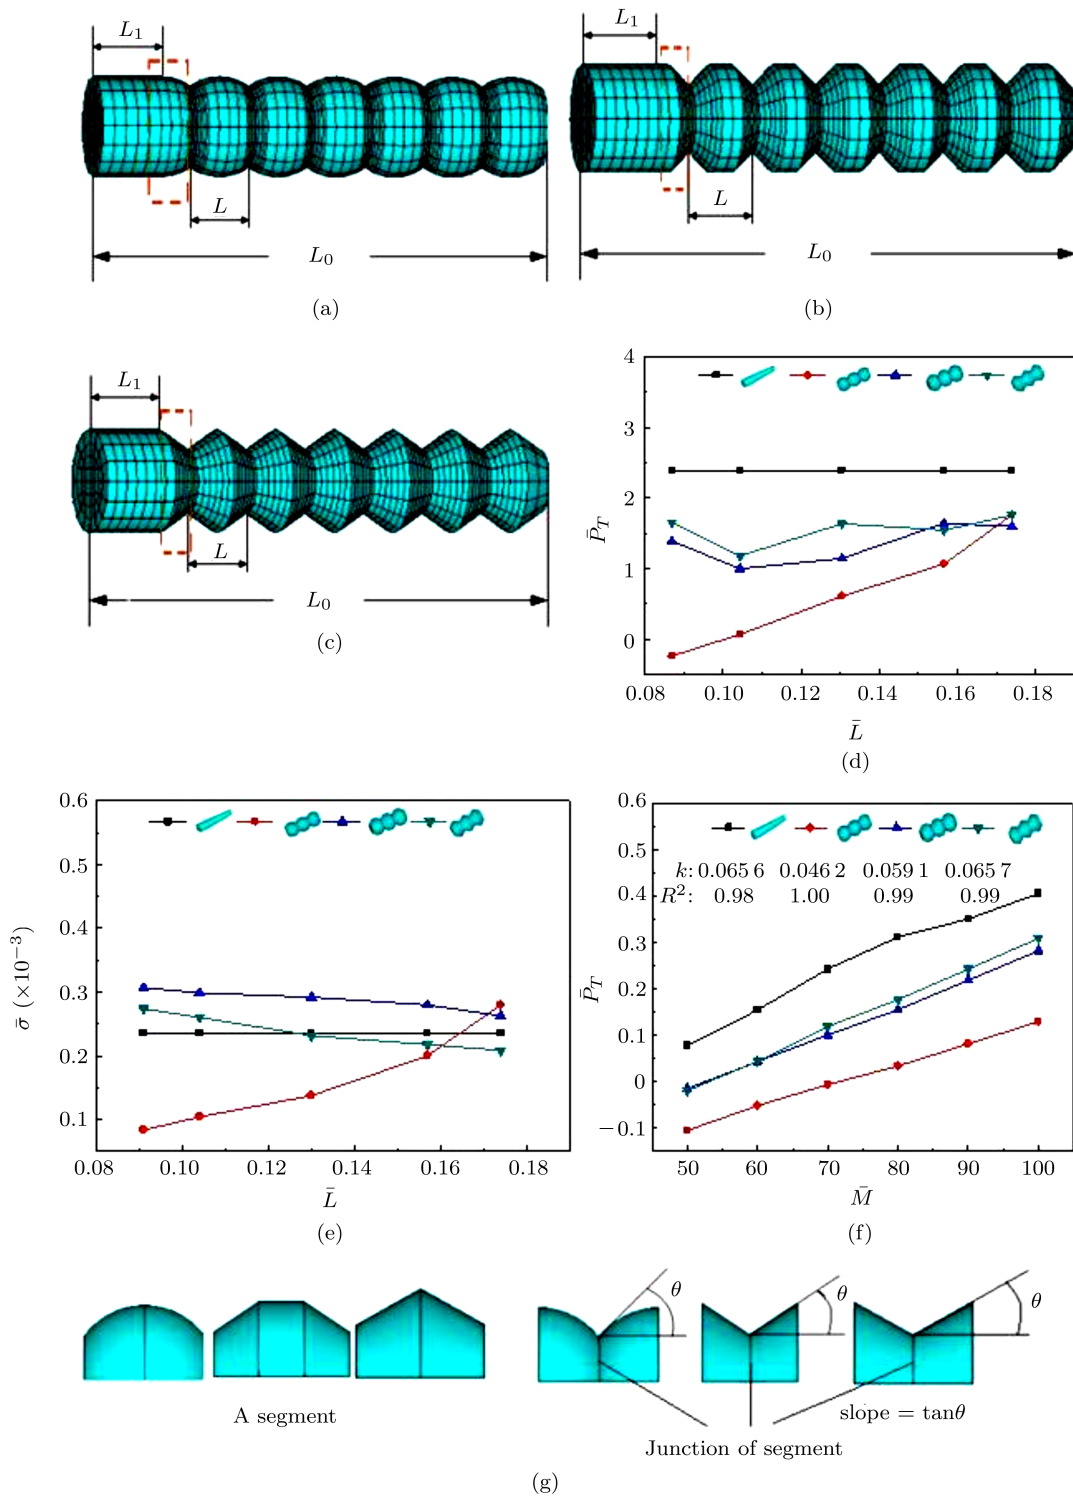 L₁
L
L₀
(a)
L₁
L
L₀
(b)
L₁
L
L₀
(c)
4
3
2
1
0
P̄_T
0.08 0.10 0.12 0.14 0.16 0.18
L̄
(d)
0.6
0.5
0.4
0.3
0.2
0.1
σ̄ (×10⁻³)
0.08 0.10 0.12 0.14 0.16 0.18
L̄
(e)
0.6
0.5
0.4
0.3
0.2
0.1
0
−0.1
P̄_T
k: 0.065 6 0.046 2 0.059 1 0.065 7
R²: 0.98 1.00 0.99 0.99
50 60 70 80 90 100
M̄
(f)
θ
θ
θ
A segment
slope = tanθ
Junction of segment
(g)